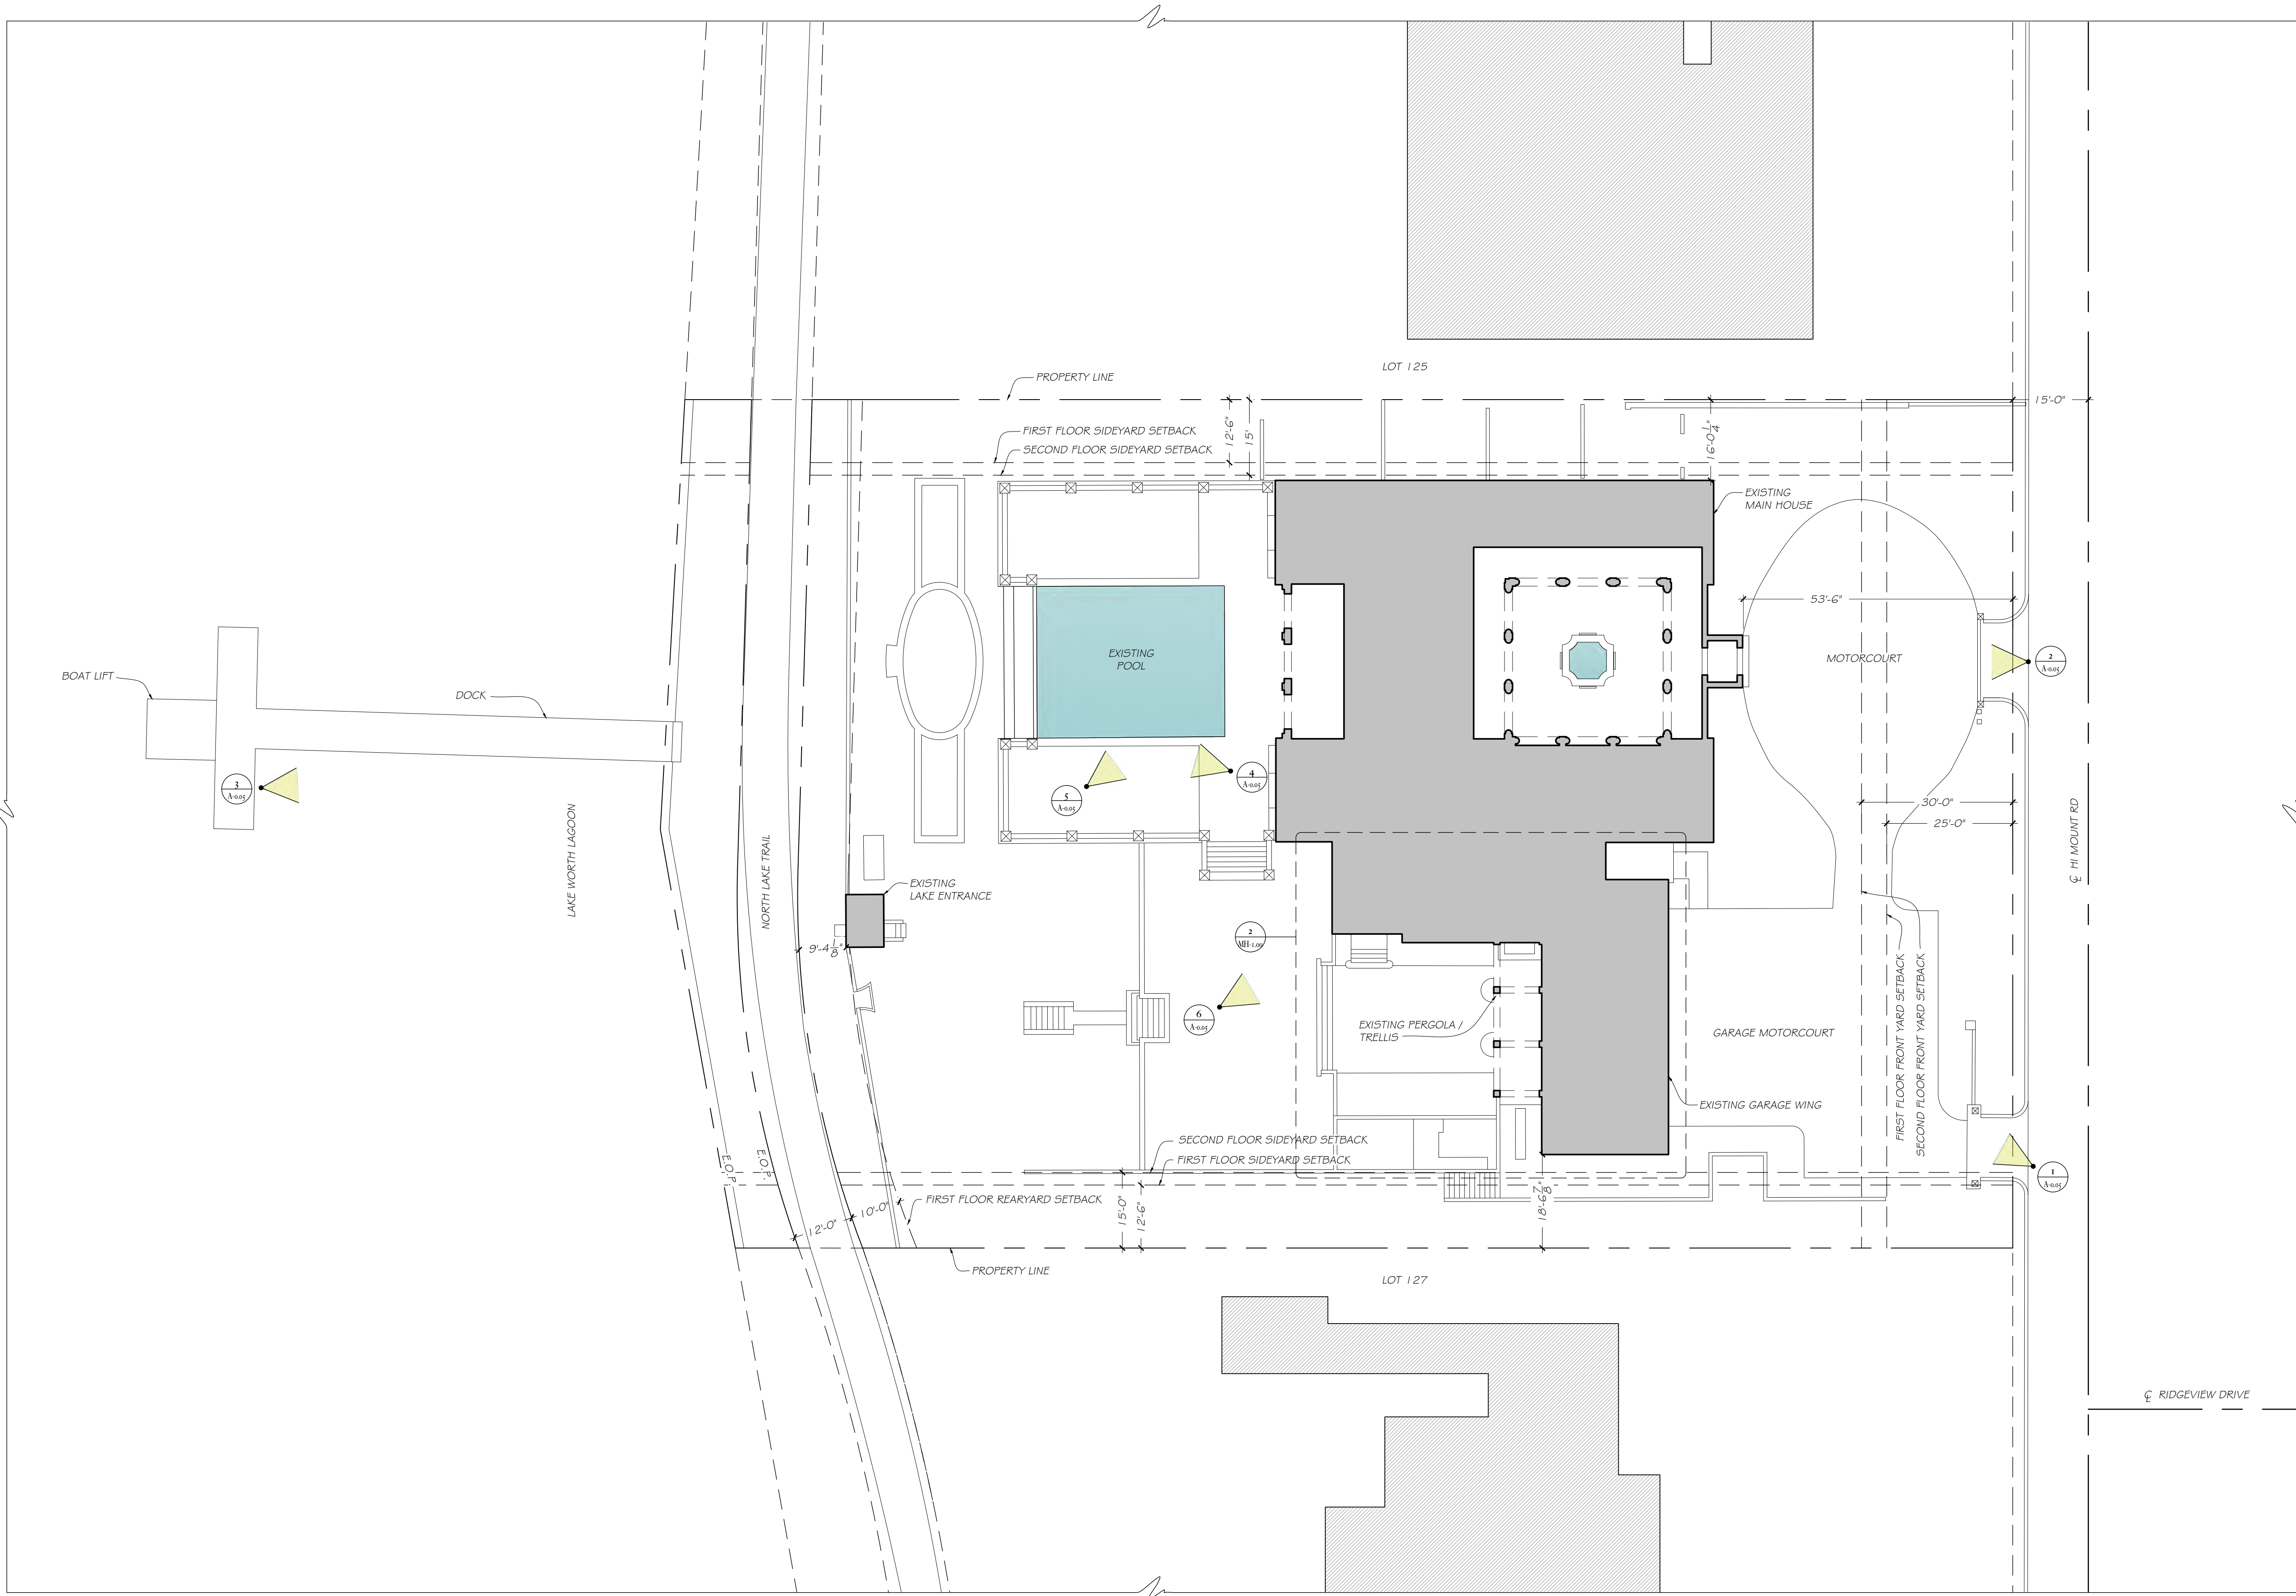 LOT 125
PROPERTY LINE
15'-0"
FIRST FLOOR SIDEYARD SETBACK
SECOND FLOOR SIDEYARD SETBACK
12'-6"
15'
16'-0 1/4"
EXISTING
MAIN HOUSE
53'-6"
EXISTING
POOL
MOTORCOURT
2
A-0.05
BOAT LIFT
DOCK
3
A-0.05
5
A-0.05
4
A-0.05
30'-0"
25'-0"
LAKE WORTH LAGOON
NORTH LAKE TRAIL
℄ HI MOUNT RD
EXISTING
LAKE ENTRANCE
9'-4 1/8"
2
MH-1.00
6
A-0.05
EXISTING PERGOLA /
TRELLIS
GARAGE MOTORCOURT
FIRST FLOOR FRONT YARD SETBACK
SECOND FLOOR FRONT YARD SETBACK
EXISTING GARAGE WING
SECOND FLOOR SIDEYARD SETBACK
FIRST FLOOR SIDEYARD SETBACK
E.O.P.
E.O.P.
1
A-0.05
FIRST FLOOR REARYARD SETBACK
12'-0"
10'-0"
15'-0"
12'-6"
18'-6 7/8"
PROPERTY LINE
LOT 127
℄ RIDGEVIEW DRIVE